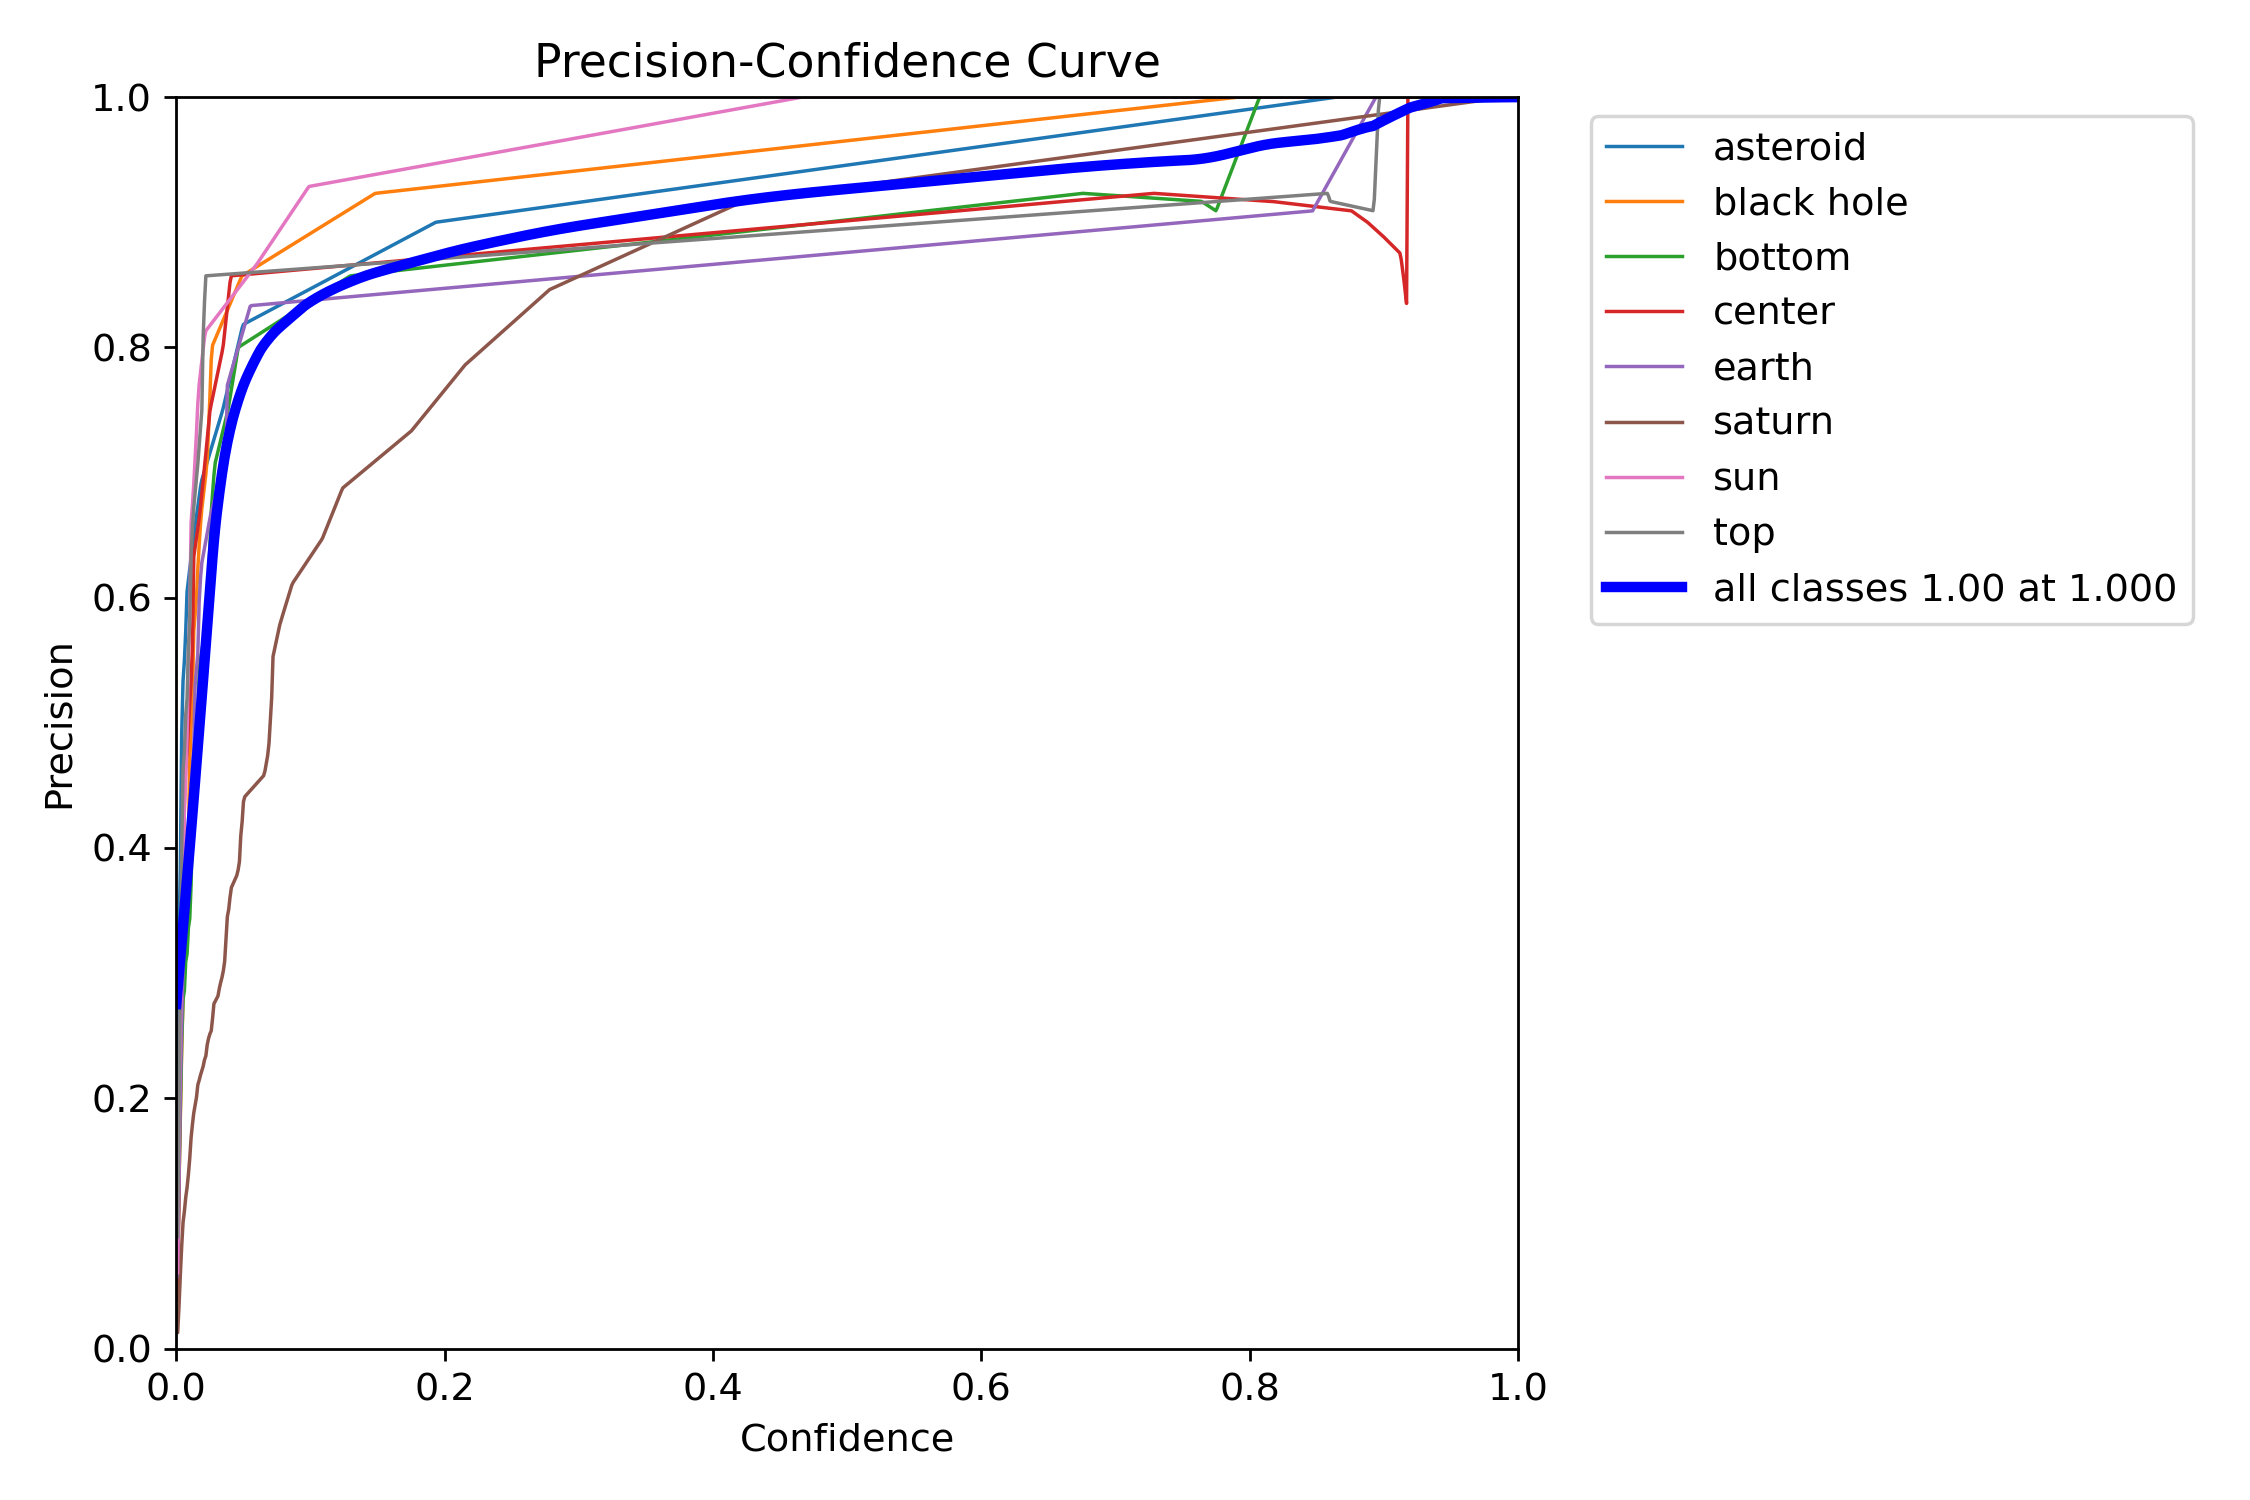 Precision-Confidence Curve
1.0
0.8
0.6
0.4
0.2
0.0
Precision
0.0 0.2 0.4 0.6 0.8 1.0
Confidence
asteroid
black hole
bottom
center
earth
saturn
sun
top
all classes 1.00 at 1.000